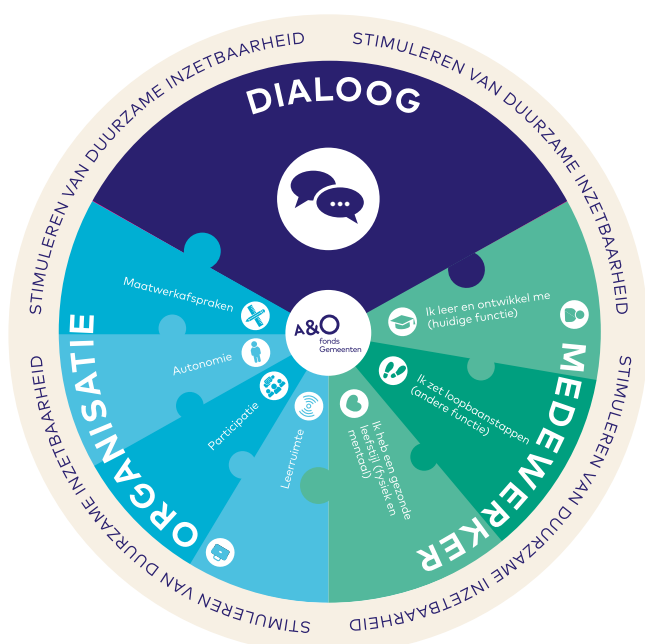 STIMULEREN VAN DUURZAME INZETBAARHEID
STIMULEREN VAN DUURZAME INZETBAARHEID
STIMULEREN VAN DUURZAME INZETBAARHEID
STIMULEREN VAN DUURZAME INZETBAARHEID
DIALOOG
A&O
fonds
Gemeenten
MEDEWERKER
Ik leer en ontwikkel me
(huidige functie)
Ik zet loopbaanstappen
(andere functie)
Ik heb een gezonde
leefstijl (fysiek en
mentaal)
ORGANISATIE
Maatwerkafspraken
Autonomie
Participatie
Leerruimte